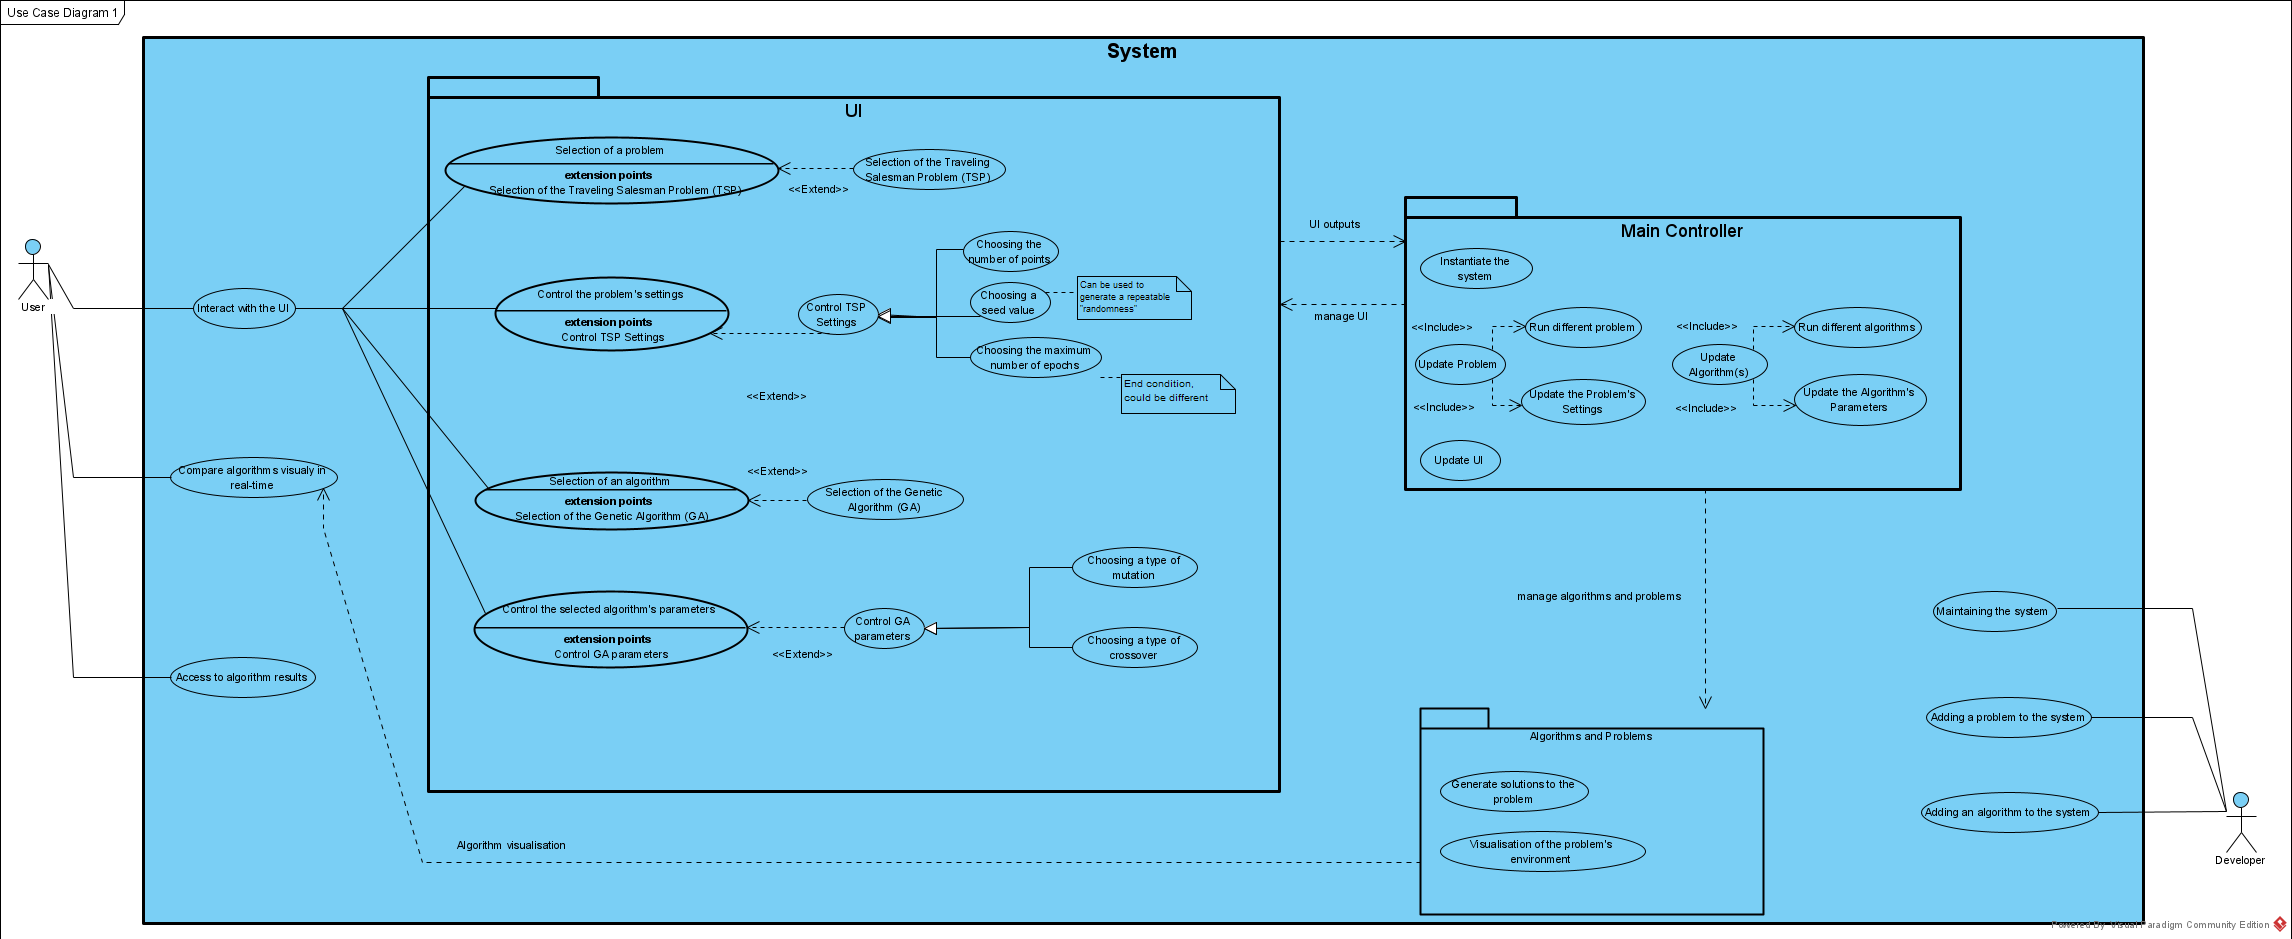 Use Case Diagram 1
System
UI
Selection of a problem
extension points
Selection of the Traveling Salesman Problem (TSP)
<<Extend>>
Selection of the Traveling
Salesman Problem (TSP)
Control the problem's settings
extension points
Control TSP Settings
Control TSP
Settings
Choosing the
number of points
Choosing a
seed value
Can be used to
generate a repeatable
"randomness"
Choosing the maximum
number of epochs
End condition,
could be different
<<Extend>>
<<Extend>>
Selection of an algorithm
extension points
Selection of the Genetic Algorithm (GA)
Selection of the Genetic
Algorithm (GA)
Control the selected algorithm's parameters
extension points
Control GA parameters
<<Extend>>
Control GA
parameters
Choosing a type of
mutation
Choosing a type of
crossover
User
Interact with the UI
Compare algorithms visualy in
real-time
Access to algorithm results
UI outputs
manage UI
Main Controller
Instantiate the
system
<<Include>>
Run different problem
Update Problem
<<Include>>
Update the Problem's
Settings
<<Include>>
Run different algorithms
Update
Algorithm(s)
<<Include>>
Update the Algorithm's
Parameters
Update UI
manage algorithms and problems
Algorithms and Problems
Generate solutions to the
problem
Visualisation of the problem's
environment
Algorithm visualisation
Maintaining the system
Adding a problem to the system
Adding an algorithm to the system
Developer
Powered By Visual Paradigm Community Edition